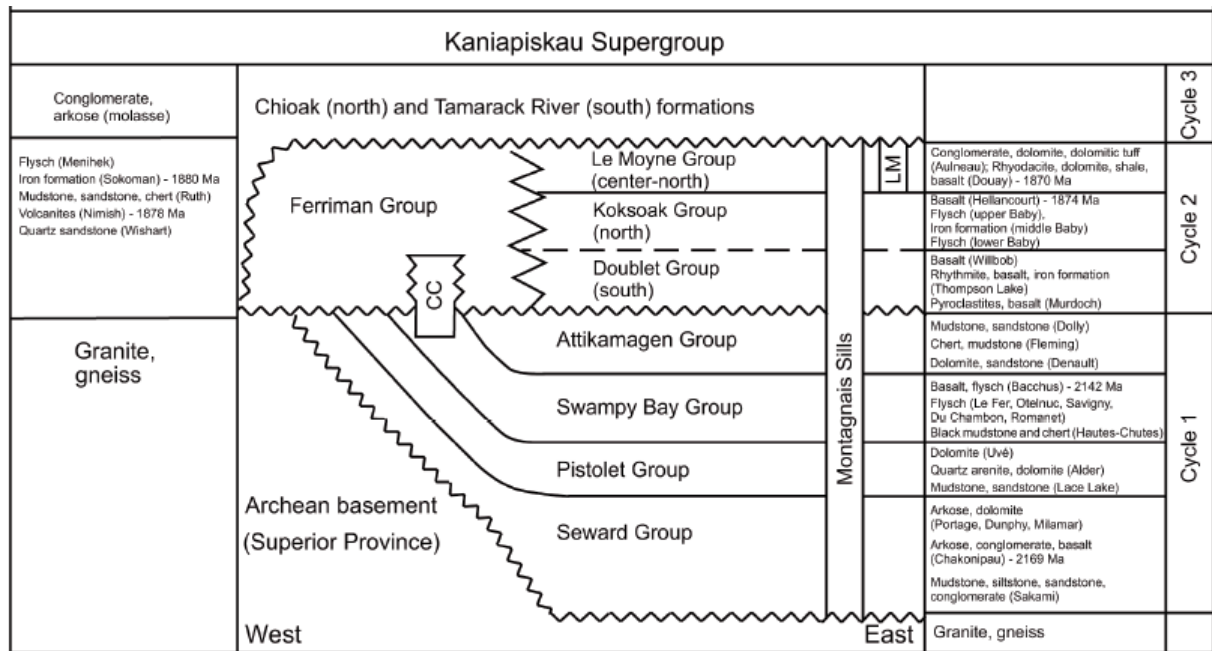 Kaniapiskau Supergroup
Conglomerate,
arkose (molasse)
Chioak (north) and Tamarack River (south) formations
Cycle 3
Flysch (Menihek)
Iron formation (Sokoman) - 1880 Ma
Mudstone, sandstone, chert (Ruth)
Volcanites (Nimish) - 1878 Ma
Quartz sandstone (Wishart)
Ferriman Group
CC
Le Moyne Group
(center-north)
Koksoak Group
(north)
Doublet Group
(south)
LM
Conglomerate, dolomite, dolomitic tuff
(Aulneau); Rhyodacite, dolomite, shale,
basalt (Douay) - 1870 Ma
Basalt (Hellancourt) - 1874 Ma
Flysch (upper Baby),
Iron formation (middle Baby)
Flysch (lower Baby)
Basalt (Willbob)
Rhythmite, basalt, iron formation
(Thompson Lake)
Pyroclastites, basalt (Murdoch)
Cycle 2
Granite,
gneiss
Archean basement
(Superior Province)
Attikamagen Group
Swampy Bay Group
Pistolet Group
Seward Group
Montagnais Sills
Mudstone, sandstone (Dolly)
Chert, mudstone (Fleming)
Dolomite, sandstone (Denault)
Basalt, flysch (Bacchus) - 2142 Ma
Flysch (Le Fer, Otelnuc, Savigny,
Du Chambon, Romanet)
Black mudstone and chert (Hautes-Chutes)
Dolomite (Uvé)
Quartz arenite, dolomite (Alder)
Mudstone, sandstone (Lace Lake)
Arkose, dolomite
(Portage, Dunphy, Milamar)
Arkose, conglomerate, basalt
(Chakonipau) - 2169 Ma
Mudstone, siltstone, sandstone,
conglomerate (Sakami)
Cycle 1
West
East
Granite, gneiss